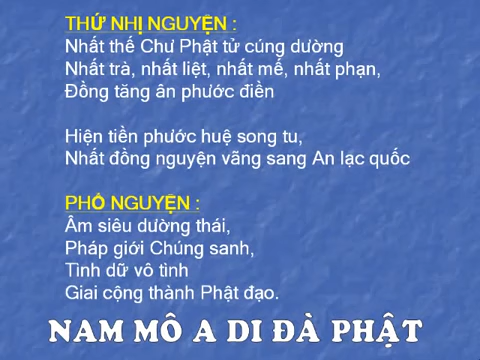 THỨ NHỊ NGUYỆN :
Nhất thế Chư Phật tử cúng dường
Nhất trà, nhất liệt, nhất mễ, nhất phạn,
Đồng tăng ân phước điền
Hiện tiền phước huệ song tu,
Nhất đồng nguyện vãng sang An lạc quốc
PHỔ NGUYỆN :
Âm siêu dường thái,
Pháp giới Chúng sanh,
Tình dữ vô tình
Giai cộng thành Phật đạo.
NAM MÔ A DI ĐÀ PHẬT